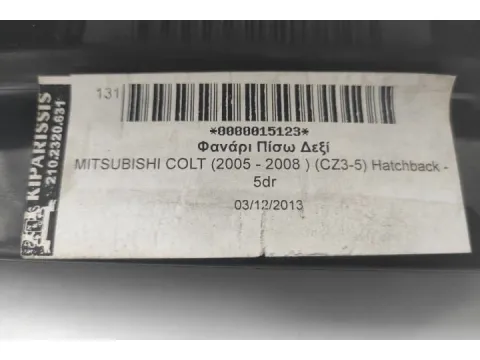 131
*0000015123*
Φανάρι Πίσω Δεξί
MITSUBISHI COLT (2005 - 2008 ) (CZ3-5) Hatchback -
5dr
03/12/2013
KIPARISSIS
210.2320.631